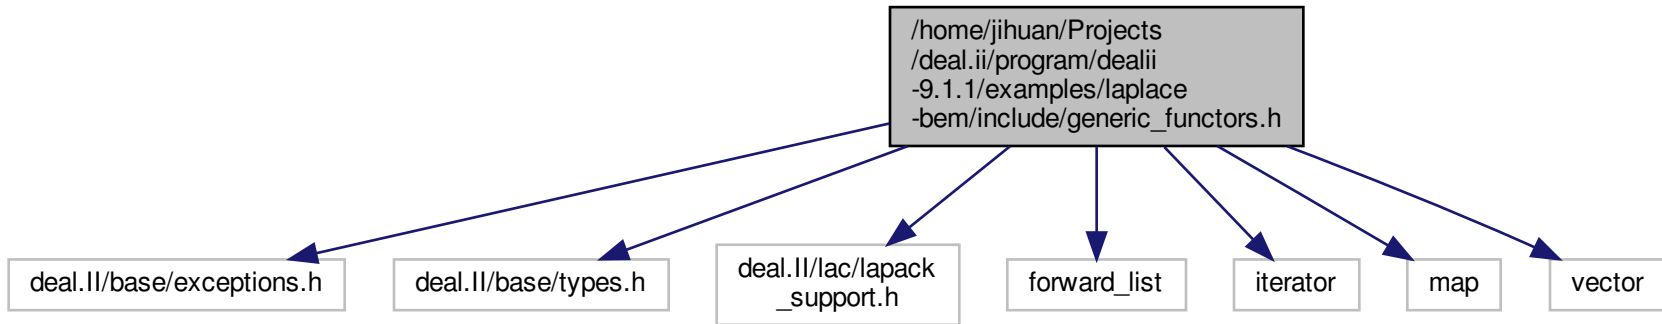 /home/jihuan/Projects
/deal.ii/program/dealii
-9.1.1/examples/laplace
-bem/include/generic_functors.h
deal.II/base/exceptions.h
deal.II/base/types.h
deal.II/lac/lapack
_support.h
forward_list
iterator
map
vector